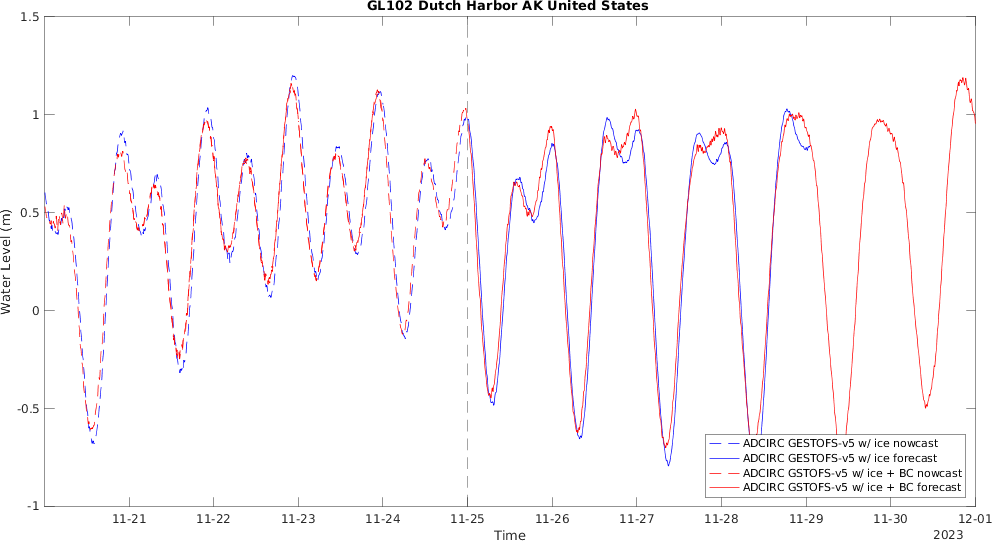 GL102 Dutch Harbor AK United States
1.5
1
0.5
0
-0.5
-1
Water Level (m)
ADCIRC GESTOFS-v5 w/ ice nowcast
ADCIRC GESTOFS-v5 w/ ice forecast
ADCIRC GSTOFS-v5 w/ ice + BC nowcast
ADCIRC GSTOFS-v5 w/ ice + BC forecast
11-21 11-22 11-23 11-24 11-25 11-26 11-27 11-28 11-29 11-30 12-01
Time
2023